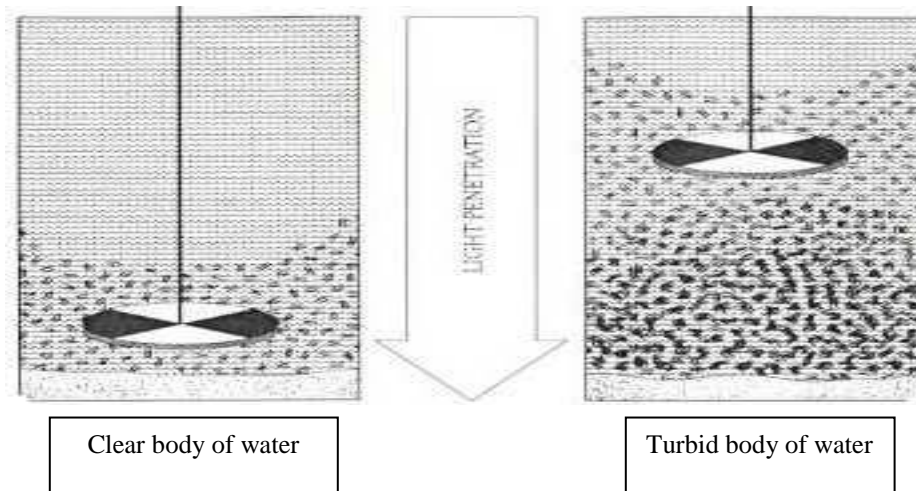 LIGHT PENETRATION
Clear body of water
Turbid body of water